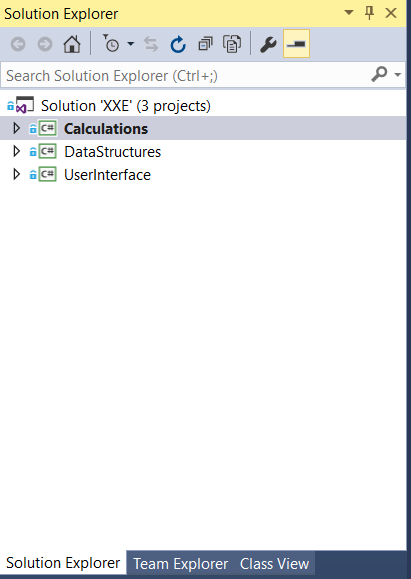 Solution Explorer
Search Solution Explorer (Ctrl+;)
Solution 'XXE' (3 projects)
C# Calculations
C# DataStructures
C# UserInterface
Solution Explorer Team Explorer Class View